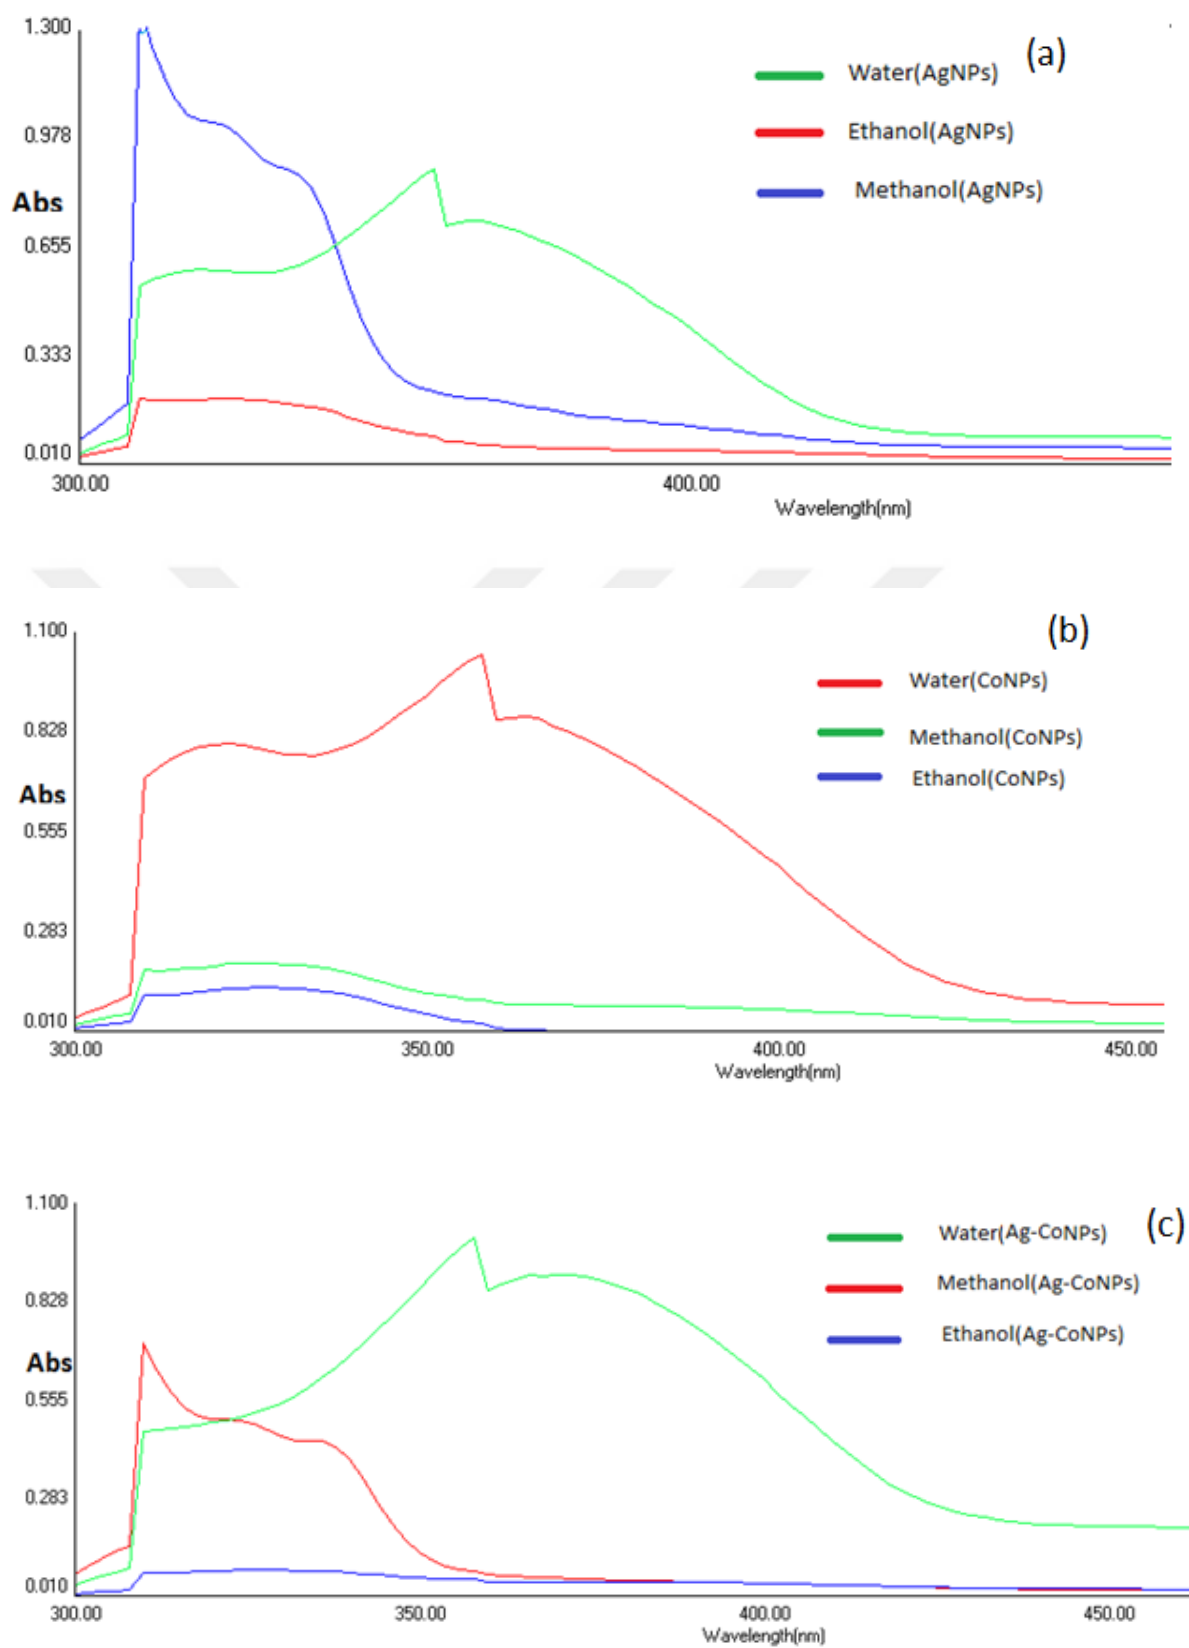 1.300
(a)
Water(AgNPs)
0.978
Ethanol(AgNPs)
Methanol(AgNPs)
Abs
0.655
0.333
0.010
300.00 400.00
Wavelength(nm)
1.100
(b)
Water(CoNPs)
0.828
Methanol(CoNPs)
Ethanol(CoNPs)
Abs
0.555
0.283
0.010
300.00 350.00 400.00 450.00
Wavelength(nm)
1.100
(c)
Water(Ag-CoNPs)
Methanol(Ag-CoNPs)
0.828
Ethanol(Ag-CoNPs)
Abs
0.555
0.283
0.010
300.00 350.00 400.00 450.00
Wavelength(nm)